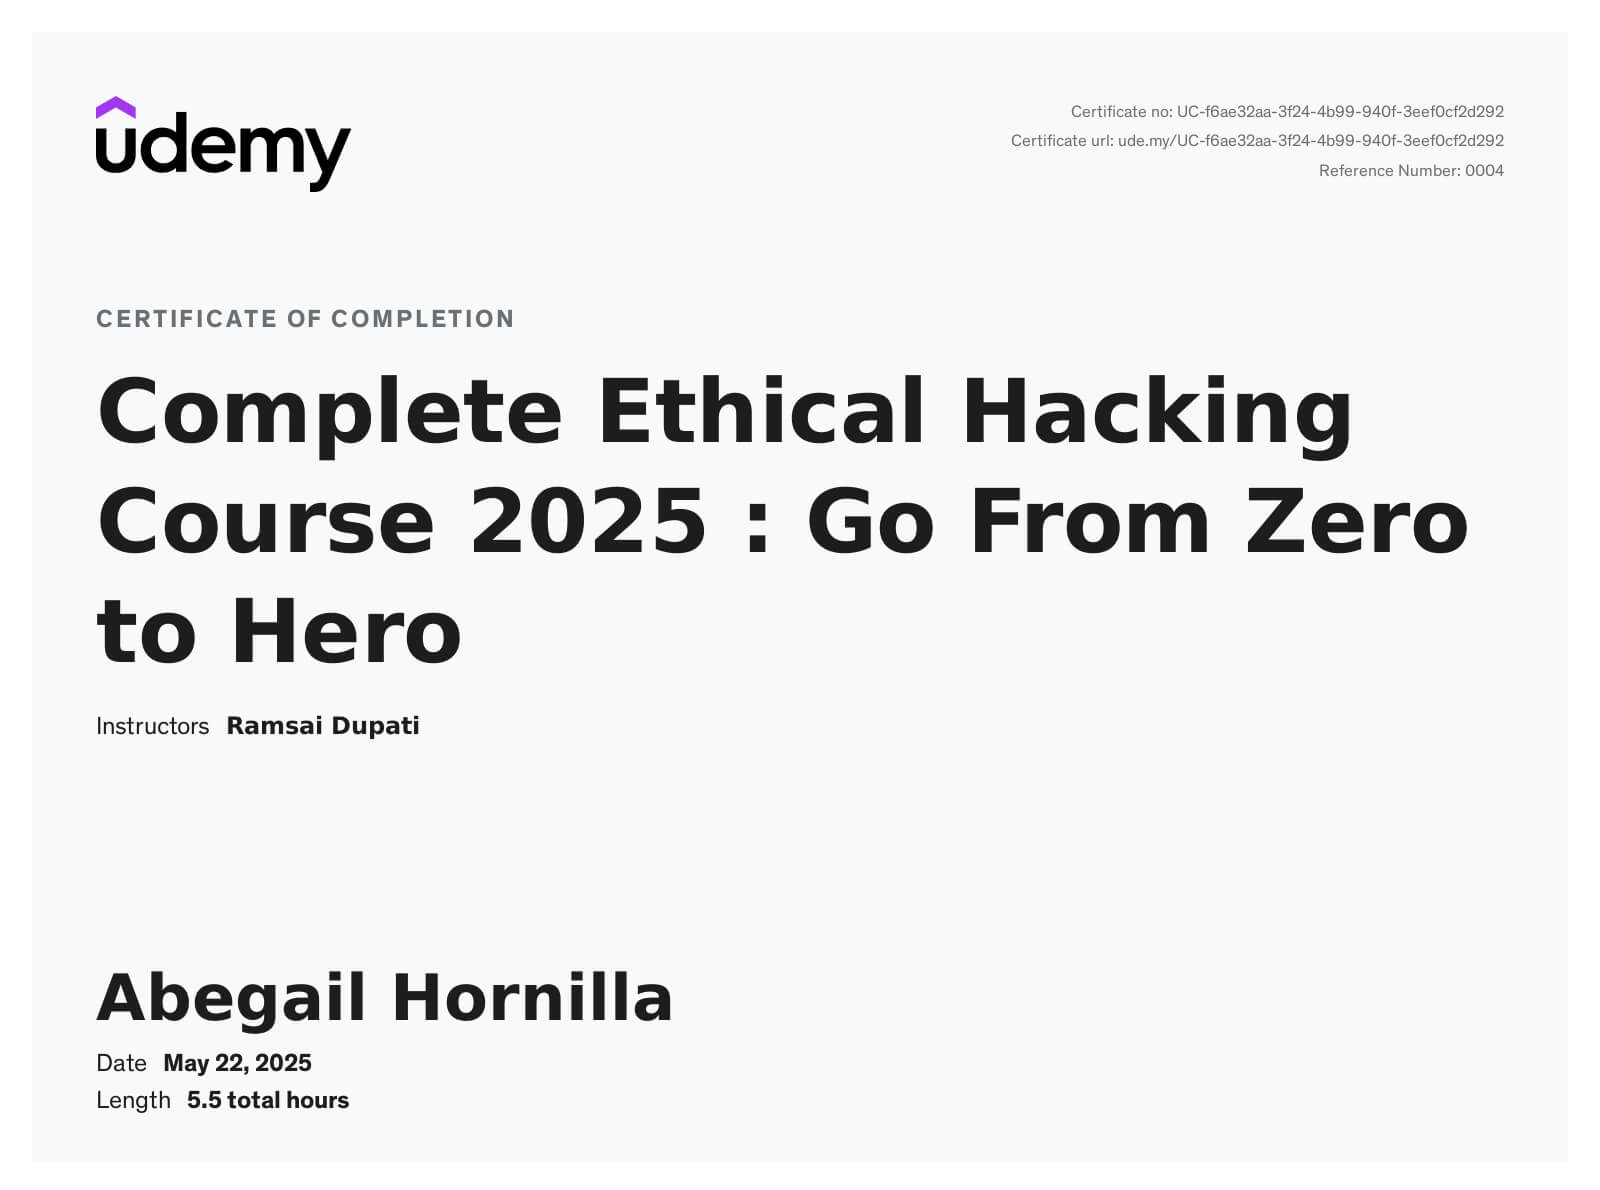 udemy
Certificate no: UC-f6ae32aa-3f24-4b99-940f-3eef0cf2d292
Certificate url: ude.my/UC-f6ae32aa-3f24-4b99-940f-3eef0cf2d292
Reference Number: 0004
CERTIFICATE OF COMPLETION
Complete Ethical Hacking
Course 2025 : Go From Zero
to Hero
Instructors Ramsai Dupati
Abegail Hornilla
Date May 22, 2025
Length 5.5 total hours